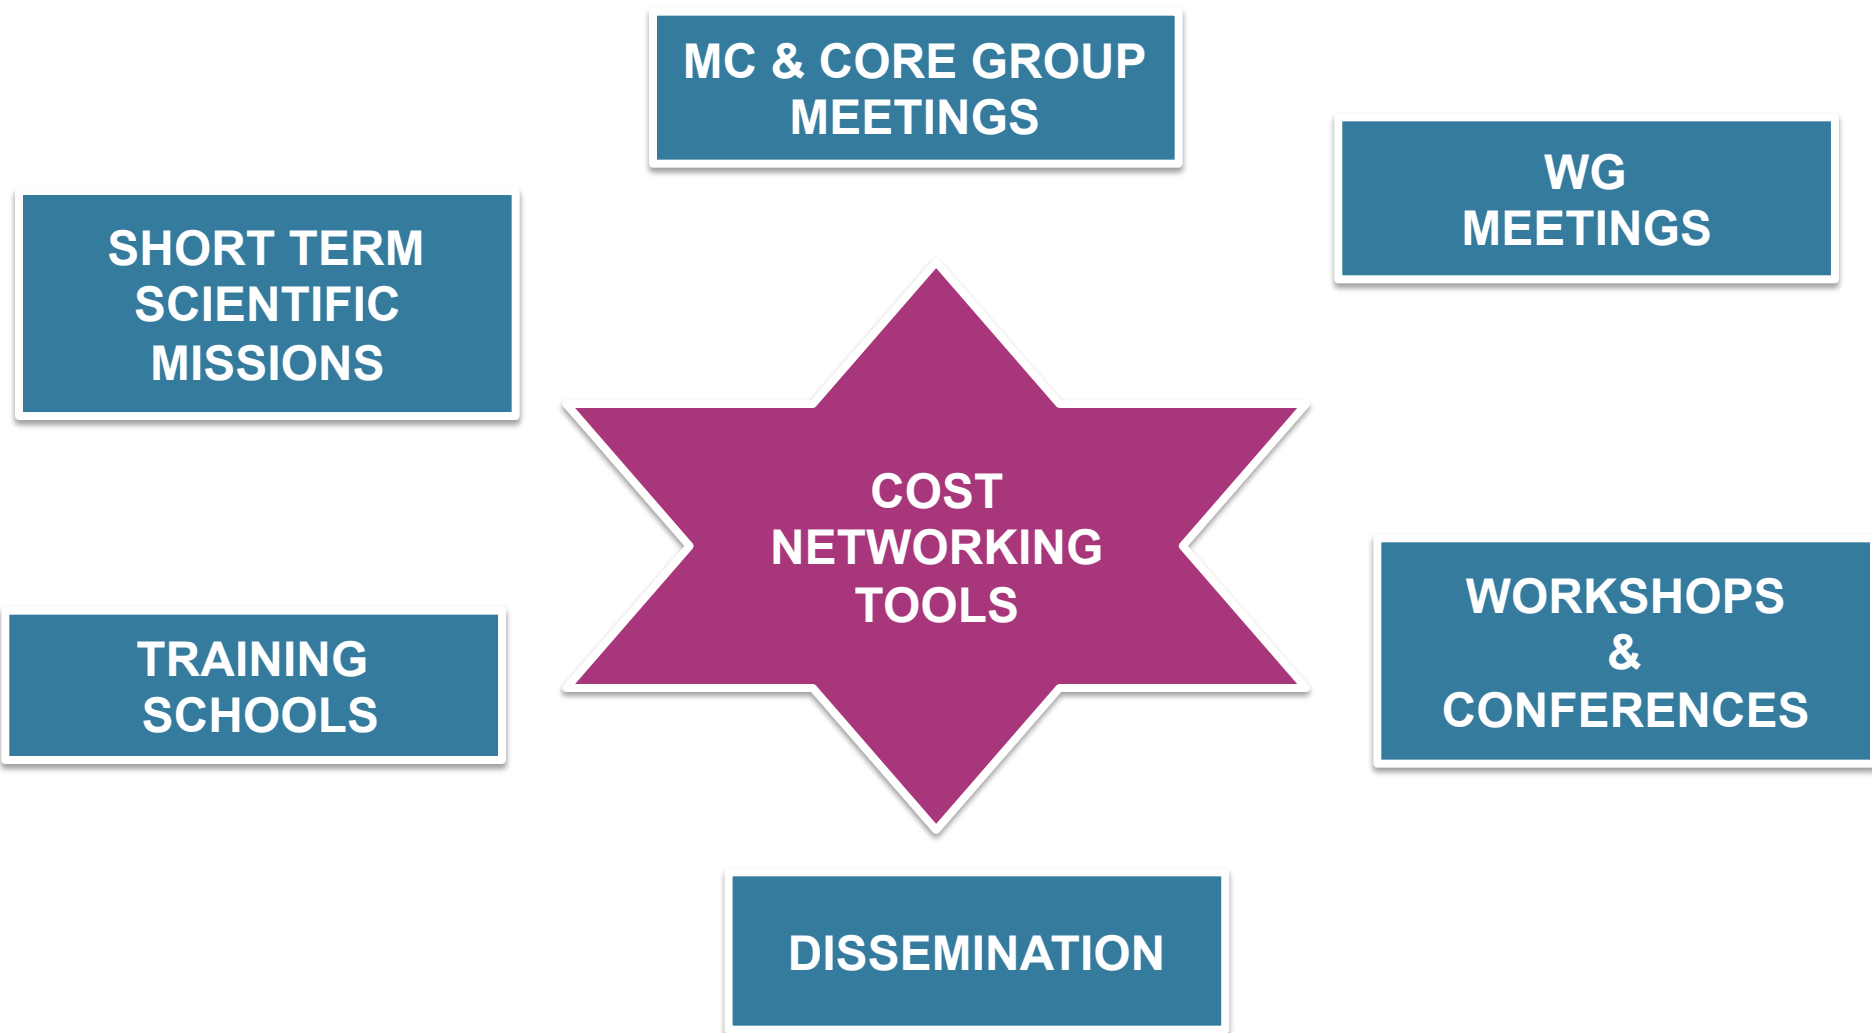 MC & CORE GROUP
MEETINGS
WG
MEETINGS
SHORT TERM
SCIENTIFIC
MISSIONS
COST
NETWORKING
TOOLS
WORKSHOPS
&
CONFERENCES
TRAINING
SCHOOLS
DISSEMINATION